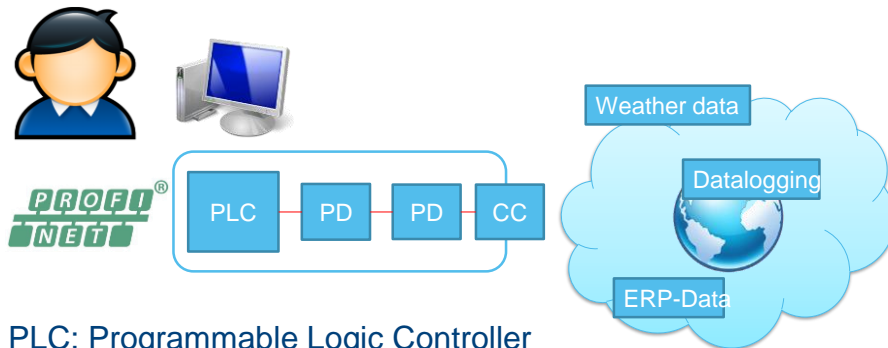 Weather data
Datalogging
PROFI®
NET
PLC PD PD CC
ERP-Data
PLC: Programmable Logic Controller